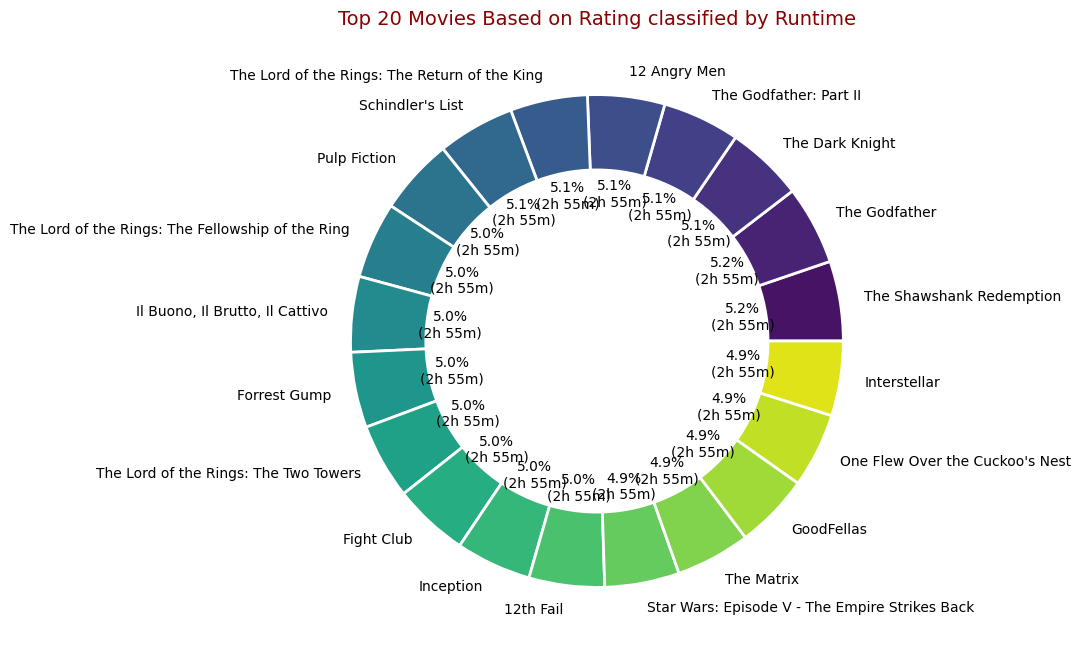 Top 20 Movies Based on Rating classified by Runtime
The Shawshank Redemption
5.2%
(2h 55m)
The Godfather
5.2%
(2h 55m)
The Dark Knight
5.1%
(2h 55m)
The Godfather: Part II
5.1%
(2h 55m)
12 Angry Men
5.1%
(2h 55m)
The Lord of the Rings: The Return of the King
5.1%
(2h 55m)
Schindler's List
5.1%
(2h 55m)
Pulp Fiction
5.0%
(2h 55m)
The Lord of the Rings: The Fellowship of the Ring
5.0%
(2h 55m)
Il Buono, Il Brutto, Il Cattivo
5.0%
(2h 55m)
Forrest Gump
5.0%
(2h 55m)
The Lord of the Rings: The Two Towers
5.0%
(2h 55m)
Fight Club
5.0%
(2h 55m)
Inception
5.0%
(2h 55m)
12th Fail
5.0%
(2h 55m)
Star Wars: Episode V - The Empire Strikes Back
4.9%
(2h 55m)
The Matrix
4.9%
(2h 55m)
GoodFellas
4.9%
(2h 55m)
One Flew Over the Cuckoo's Nest
4.9%
(2h 55m)
Interstellar
4.9%
(2h 55m)